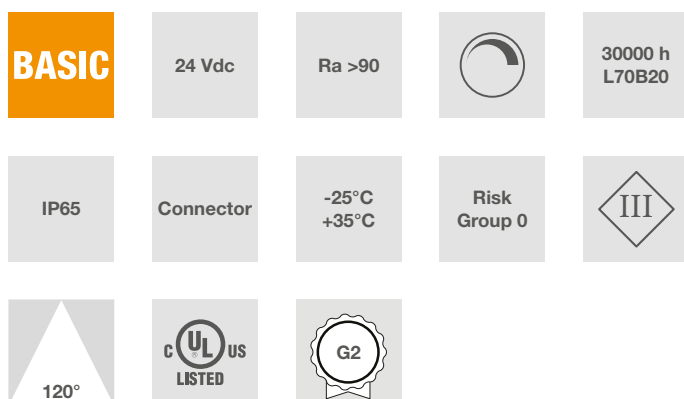 BASIC
24 Vdc
Ra >90
30000 h
L70B20
IP65
Connector
-25°C
+35°C
Risk
Group 0
III
120°
C UL US
®
LISTED
G2